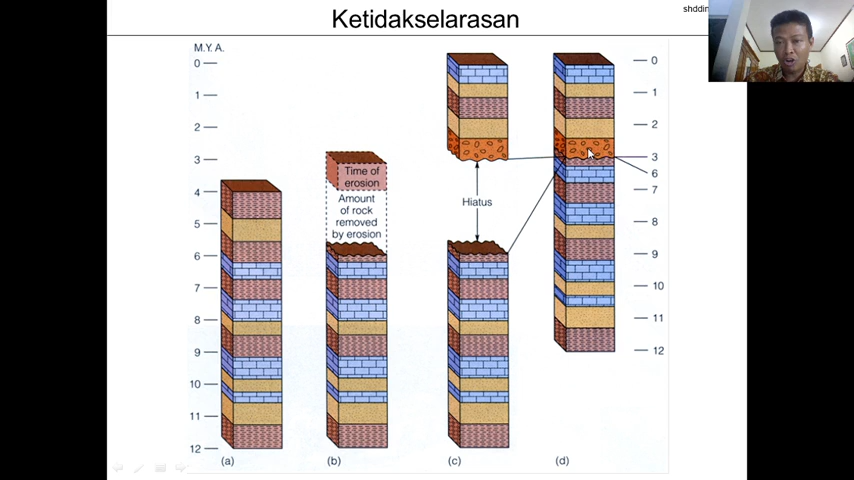 Ketidakselarasan
shddin
M.Y. A.
0
1
2
3
4
5
6
7
8
9
10
11
12
Time of
erosion
Amount
of rock
removed
by erosion
Hiatus
0
1
2
3
6
7
8
9
10
11
12
(a)
(b)
(c)
(d)